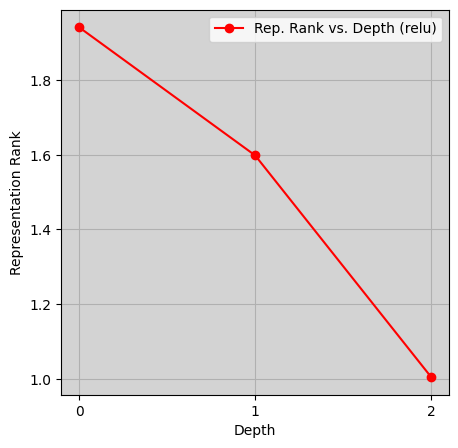 Rep. Rank vs. Depth (relu)
Representation Rank
1.8
1.6
1.4
1.2
1.0
0
1
2
Depth